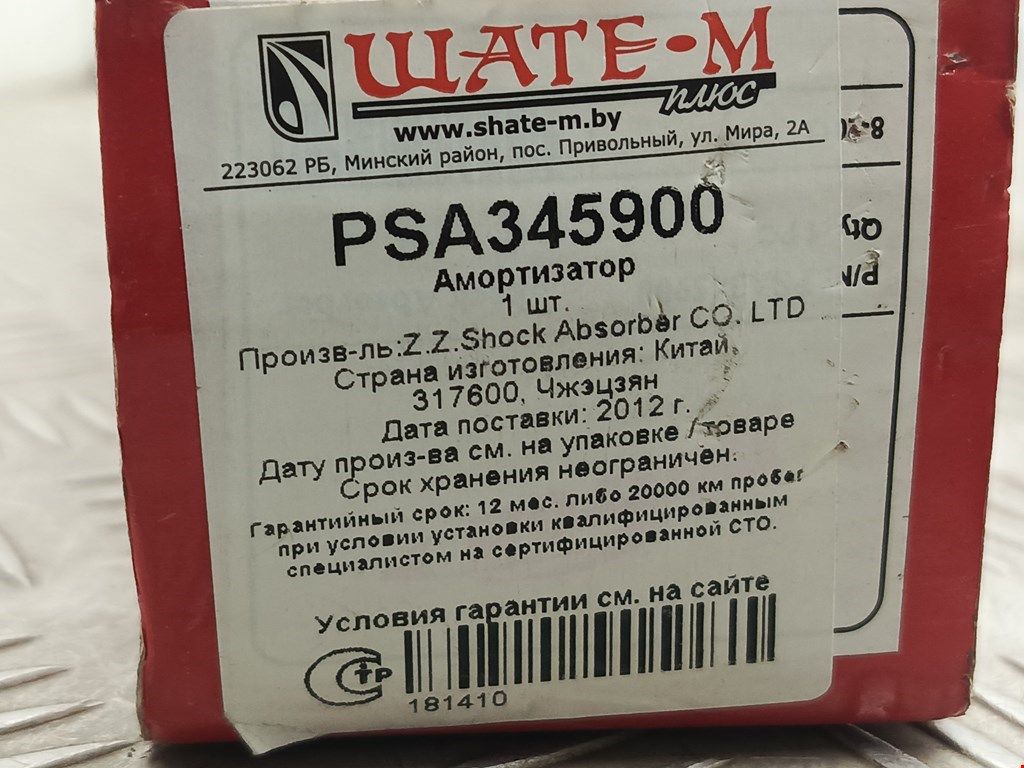 ШАТЕ-М
плюс
www.shate-m.by
223062 РБ, Минский район, пос. Привольный, ул. Мира, 2А
PSA345900
Амортизатор
1 шт.
Произв-ль:Z.Z.Shock Absorber CO. LTD
Страна изготовления: Китай,
317600, Чжэцзян
Дата поставки: 2012 г.
Дату произ-ва см. на упаковке / товаре
Срок хранения неограничен.
Гарантийный срок: 12 мес. либо 20000 км пробег
при условии установки квалифицированным
специалистом на сертифицированной СТО.
Условия гарантии см. на сайте
СТР
181410
Qty
P/N